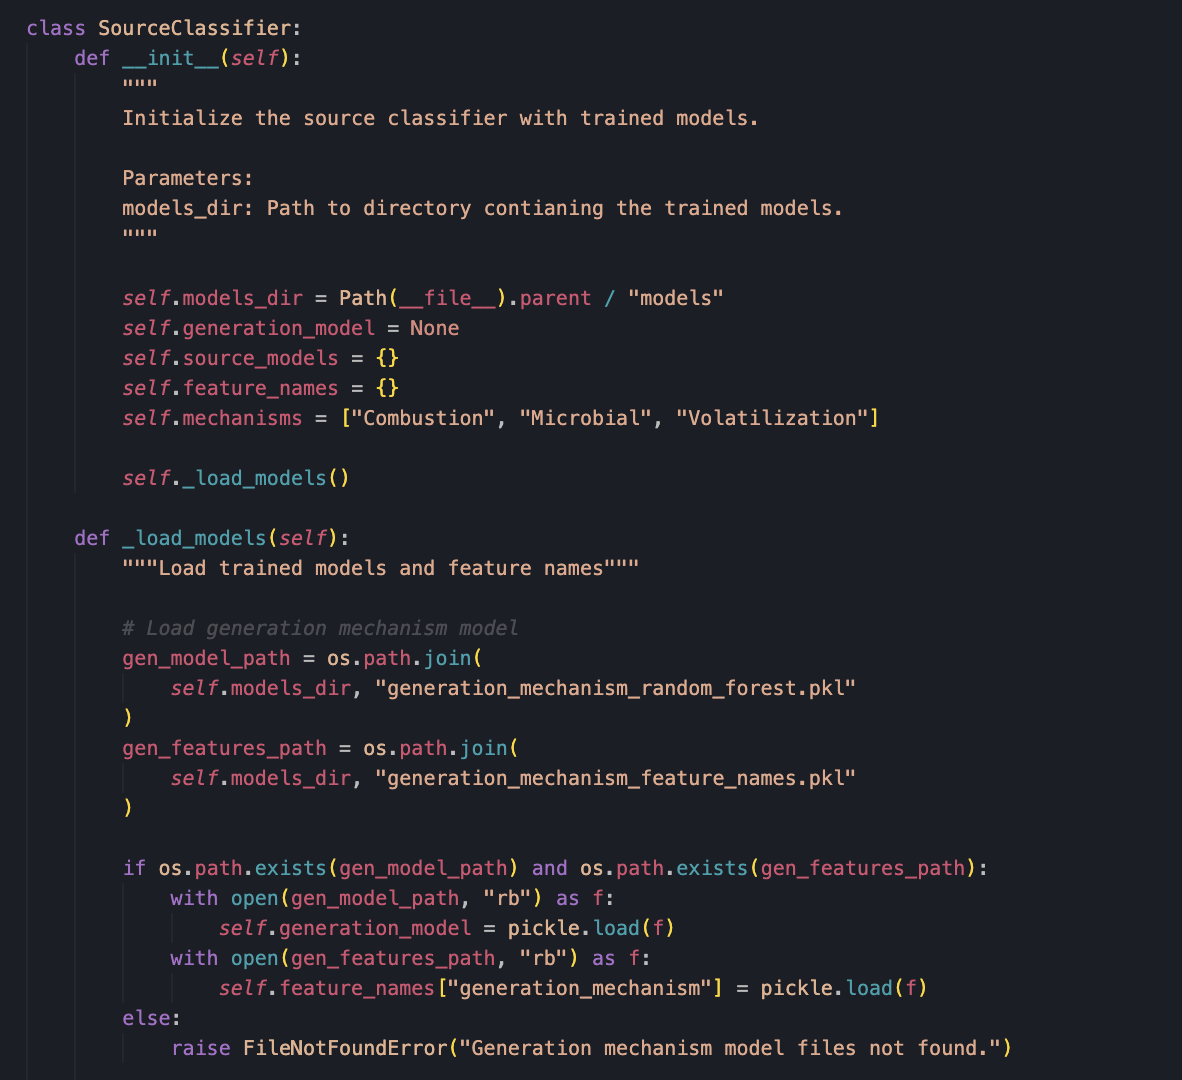 class SourceClassifier:
    def __init__(self):
        """
        Initialize the source classifier with trained models.

        Parameters:
        models_dir: Path to directory contianing the trained models.
        """

        self.models_dir = Path(__file__).parent / "models"
        self.generation_model = None
        self.source_models = {}
        self.feature_names = {}
        self.mechanisms = ["Combustion", "Microbial", "Volatilization"]

        self._load_models()

    def _load_models(self):
        """Load trained models and feature names"""

        # Load generation mechanism model
        gen_model_path = os.path.join(
            self.models_dir, "generation_mechanism_random_forest.pkl"
        )
        gen_features_path = os.path.join(
            self.models_dir, "generation_mechanism_feature_names.pkl"
        )

        if os.path.exists(gen_model_path) and os.path.exists(gen_features_path):
            with open(gen_model_path, "rb") as f:
                self.generation_model = pickle.load(f)
            with open(gen_features_path, "rb") as f:
                self.feature_names["generation_mechanism"] = pickle.load(f)
        else:
            raise FileNotFoundError("Generation mechanism model files not found.")